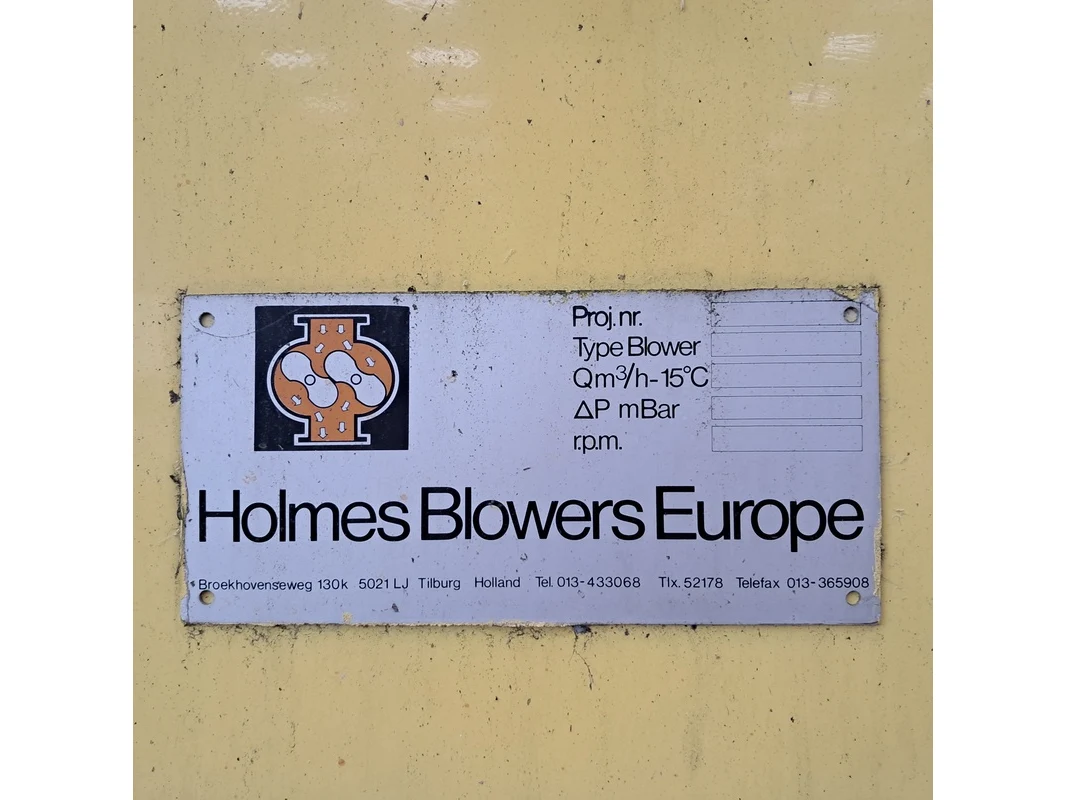 Proj. nr.
Type Blower
Qm³/h-15°C
ΔP mBar
r.p.m.
Holmes Blowers Europe
Broekhovenseweg 130k 5021 LJ Tilburg Holland Tel. 013-433068 Tlx. 52178 Telefax 013-365908